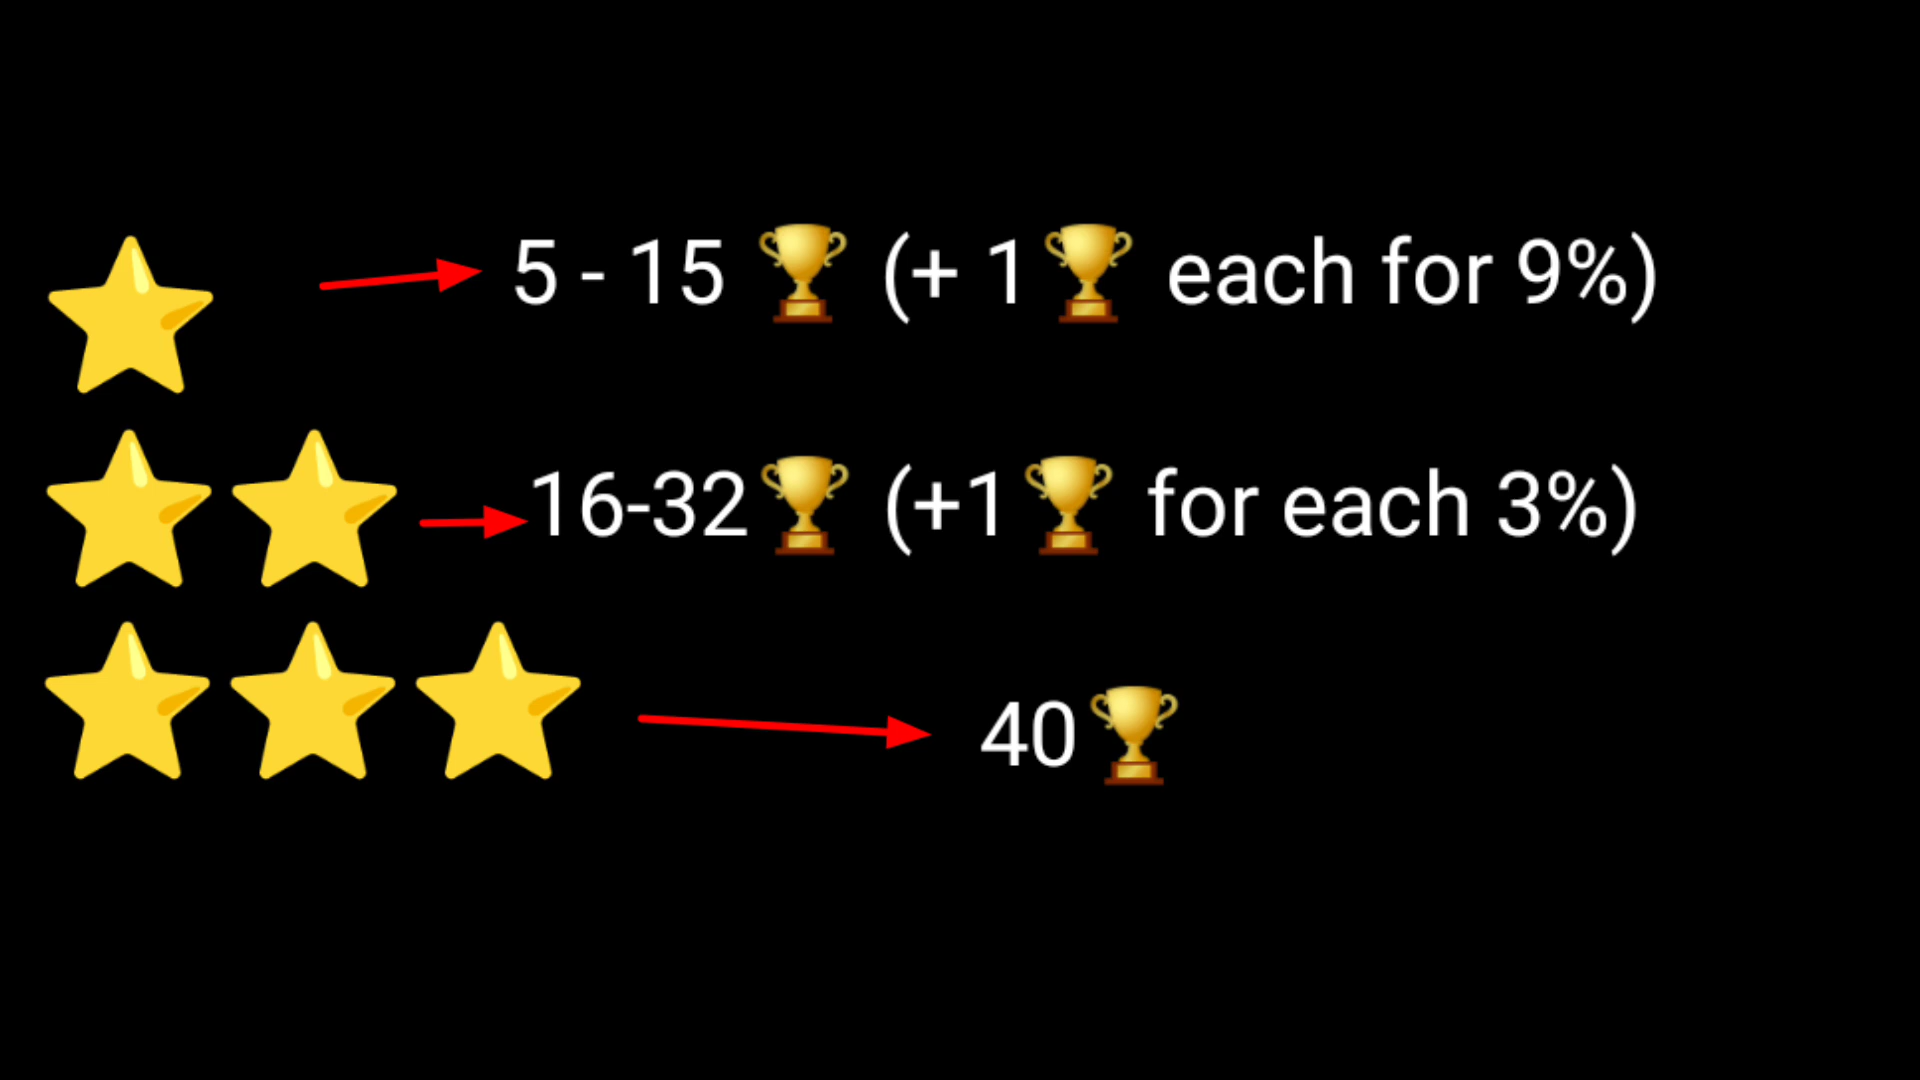 5 - 15 🏆 (+ 1🏆 each for 9%)
16-32🏆 (+1🏆 for each 3%)
40🏆